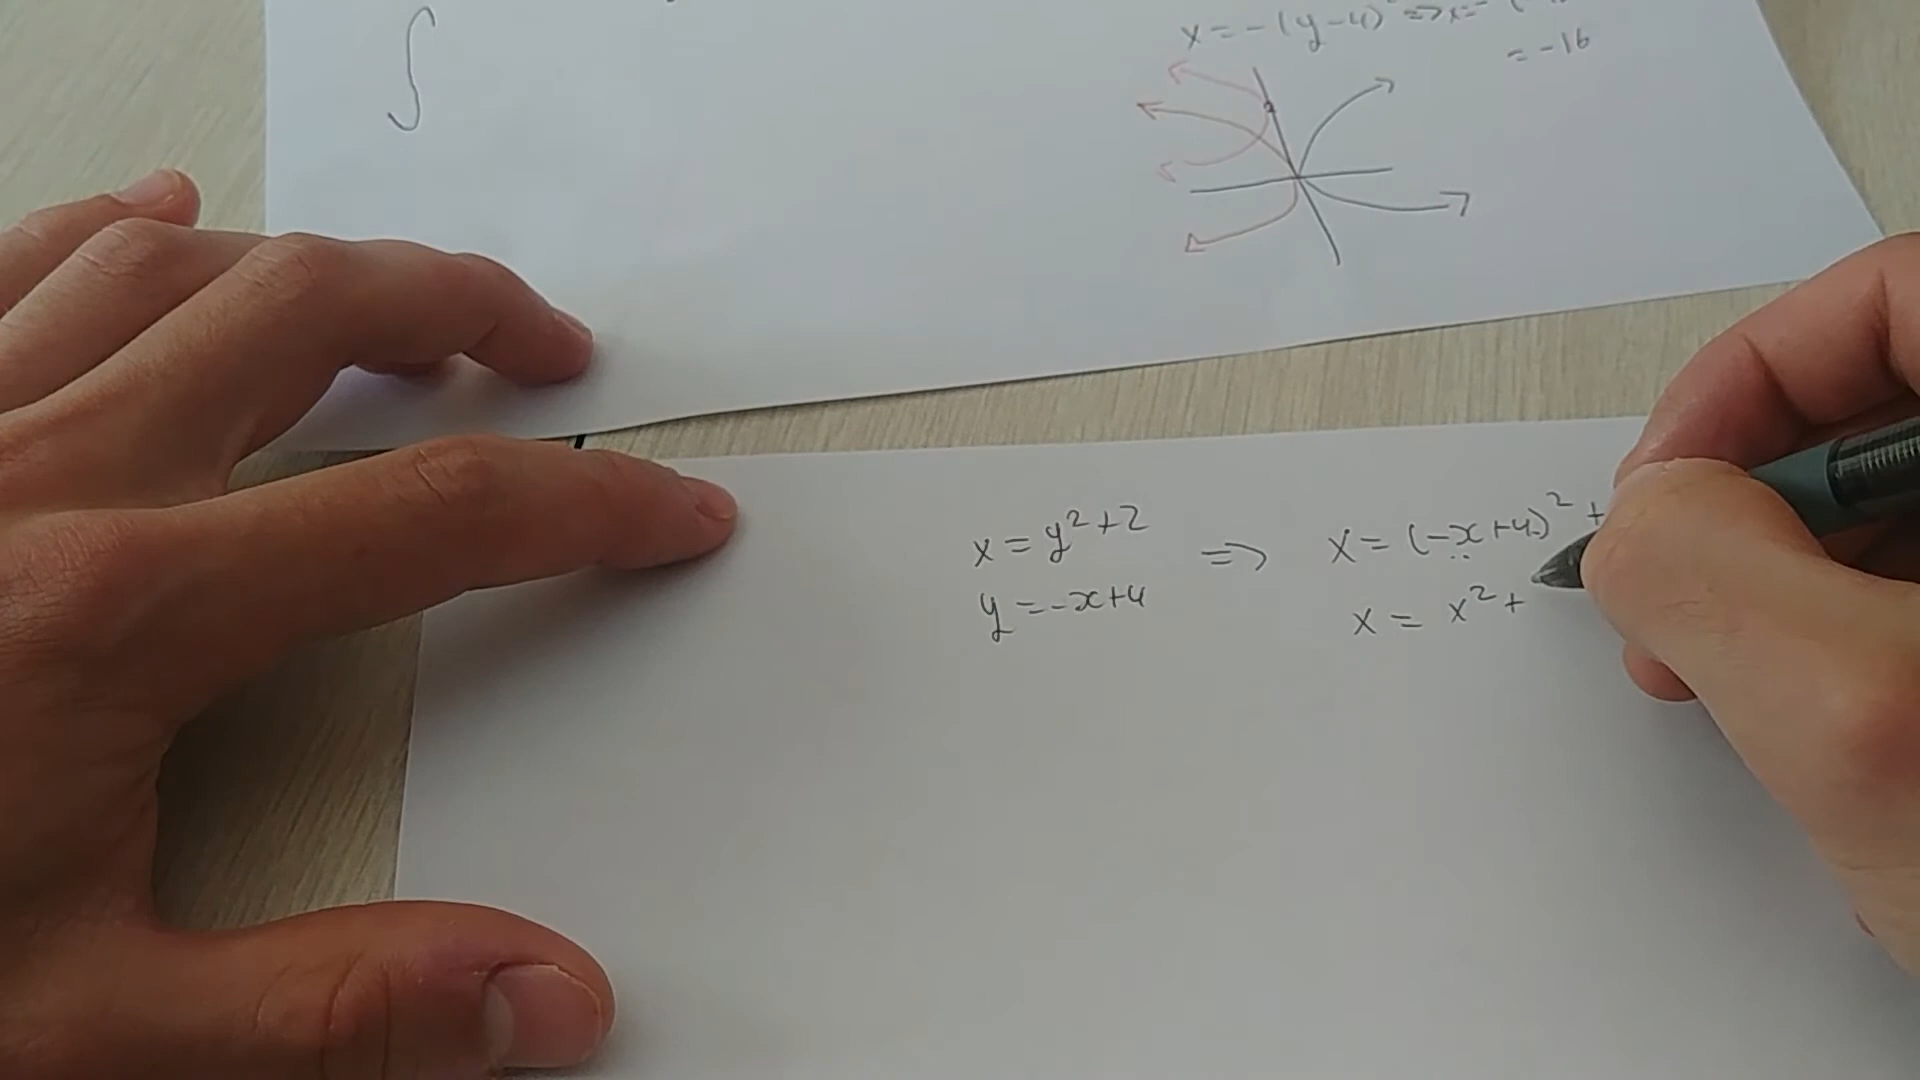 ∫
x = -(y-4) => x =
= -16
x = y² + 2
y = -x+4
=>
x = (-x+4)² +
x = x² +